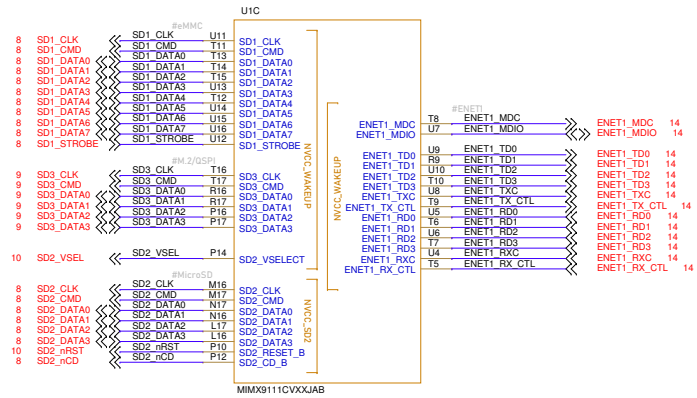 U1C
#eMMC
8 SD1_CLK SD1_CLK U11 SD1_CLK
8 SD1_CMD SD1_CMD T11 SD1_CMD
8 SD1_DATA0 SD1_DATA0 T13 SD1_DATA0
8 SD1_DATA1 SD1_DATA1 T14 SD1_DATA1
8 SD1_DATA2 SD1_DATA2 T15 SD1_DATA2
8 SD1_DATA3 SD1_DATA3 U13 SD1_DATA3
8 SD1_DATA4 SD1_DATA4 T12 SD1_DATA4
8 SD1_DATA5 SD1_DATA5 U14 SD1_DATA5
8 SD1_DATA6 SD1_DATA6 U15 SD1_DATA6
8 SD1_DATA7 SD1_DATA7 U16 SD1_DATA7
8 SD1_STROBE SD1_STROBE U12 SD1_STROBE
#M.2/QSPI
9 SD3_CLK SD3_CLK T16 SD3_CLK
9 SD3_CMD SD3_CMD T17 SD3_CMD
9 SD3_DATA0 SD3_DATA0 R16 SD3_DATA0
9 SD3_DATA1 SD3_DATA1 R17 SD3_DATA1
9 SD3_DATA2 SD3_DATA2 P16 SD3_DATA2
9 SD3_DATA3 SD3_DATA3 P17 SD3_DATA3
10 SD2_VSEL SD2_VSEL P14 SD2_VSELECT
#MicroSD
8 SD2_CLK SD2_CLK M16 SD2_CLK
8 SD2_CMD SD2_CMD M17 SD2_CMD
8 SD2_DATA0 SD2_DATA0 N17 SD2_DATA0
8 SD2_DATA1 SD2_DATA1 N16 SD2_DATA1
8 SD2_DATA2 SD2_DATA2 L17 SD2_DATA2
8 SD2_DATA3 SD2_DATA3 L16 SD2_DATA3
10 SD2_nRST SD2_nRST P10 SD2_RESET_B
8 SD2_nCD SD2_nCD P12 SD2_CD_B
NVCC_WAKEUP
NVCC_SD2
NVCC_WAKEUP
#ENET1
ENET1_MDC T8 ENET1_MDC ENET1_MDC 14
ENET1_MDIO U7 ENET1_MDIO ENET1_MDIO 14
ENET1_TD0 U9 ENET1_TD0 ENET1_TD0 14
ENET1_TD1 R9 ENET1_TD1 ENET1_TD1 14
ENET1_TD2 U10 ENET1_TD2 ENET1_TD2 14
ENET1_TD3 T10 ENET1_TD3 ENET1_TD3 14
ENET1_TXC U8 ENET1_TXC ENET1_TXC 14
ENET1_TX_CTL T9 ENET1_TX_CTL ENET1_TX_CTL 14
ENET1_RD0 U5 ENET1_RD0 ENET1_RD0 14
ENET1_RD1 T6 ENET1_RD1 ENET1_RD1 14
ENET1_RD2 U6 ENET1_RD2 ENET1_RD2 14
ENET1_RD3 T7 ENET1_RD3 ENET1_RD3 14
ENET1_RXC U4 ENET1_RXC ENET1_RXC 14
ENET1_RX_CTL T5 ENET1_RX_CTL ENET1_RX_CTL 14
MIMX9111CVXXJAB